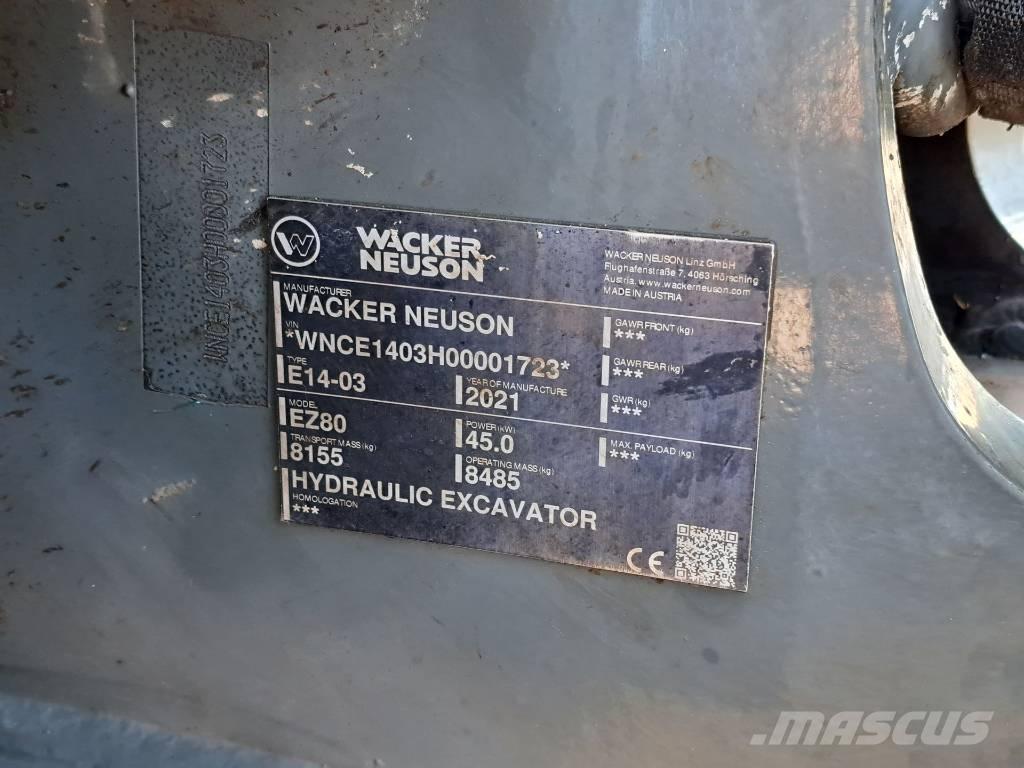 WNCE1403H00001723
W
WACKER
NEUSON
WACKER NEUSON Linz GmbH
Flughafenstraße 7, 4063 Hörsching
Austria, www.wackerneuson.com
MADE IN AUSTRIA
MANUFACTURER
WACKER NEUSON
VIN
*WNCE1403H00001723*
TYPE
E14-03
YEAR OF MANUFACTURE
2021
MODEL
EZ80
POWER (KW)
45.0
TRANSPORT MASS (kg)
8155
OPERATING MASS (kg)
8485
HYDRAULIC EXCAVATOR
HOMOLOGATION
***
GAWR FRONT (kg)
***
GAWR REAR (kg)
***
GWR (kg)
***
MAX. PAYLOAD (kg)
***
CE
MASCUS